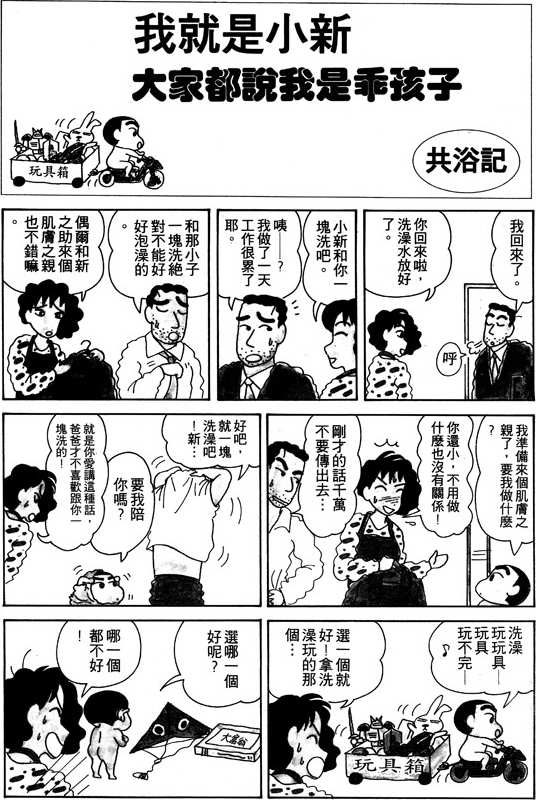 我就是小新
大家都說我是乖孩子
共浴記
玩具箱
我回來了。
呼
你回來啦，
洗澡水放好
了。
小新和你一
塊洗吧。
咦——？
我做了一天
工作很累了
耶。
和那小子
一塊洗絕
對不能好
好泡澡的
。
偶爾和新
之助來個
肌膚之親
也不錯嘛
。
我準備來個肌膚之
親了，要我做什麼
？
你還小，不用做
什麼也沒有關係！
剛才的話千萬
不要傳出去…
好吧，
就一塊
洗澡吧
！新…
要我陪
你嗎？
就是你愛講這種話，
爸爸才不喜歡跟你一
塊洗的！
洗澡
玩玩具—
玩具
玩不完—
♪
玩具箱
選一個就
好！拿洗
澡玩的那
個…
選哪一個
好呢？
大富翁
哪一個
都不好
！